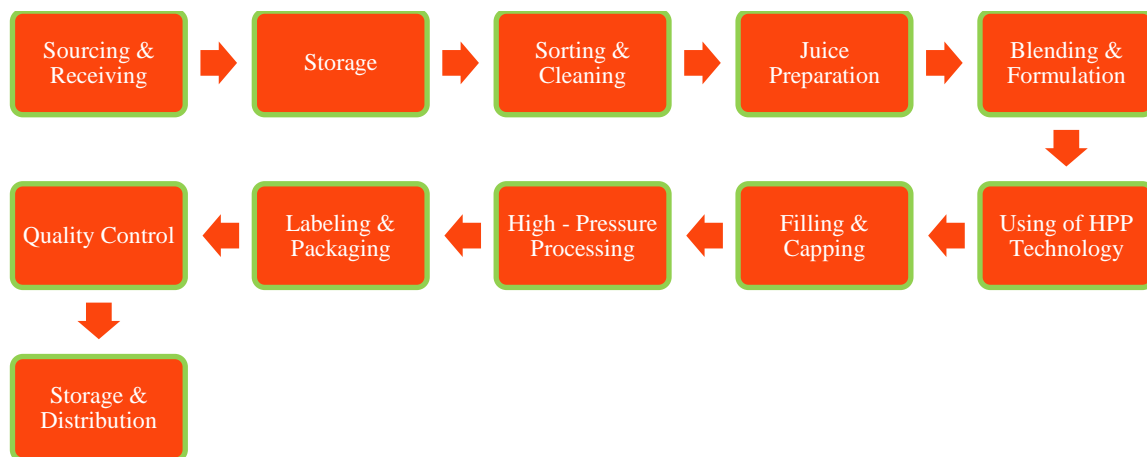 Sourcing &
Receiving
Storage
Sorting &
Cleaning
Juice
Preparation
Blending &
Formulation
Using of HPP
Technology
Filling &
Capping
High - Pressure
Processing
Labeling &
Packaging
Quality Control
Storage &
Distribution